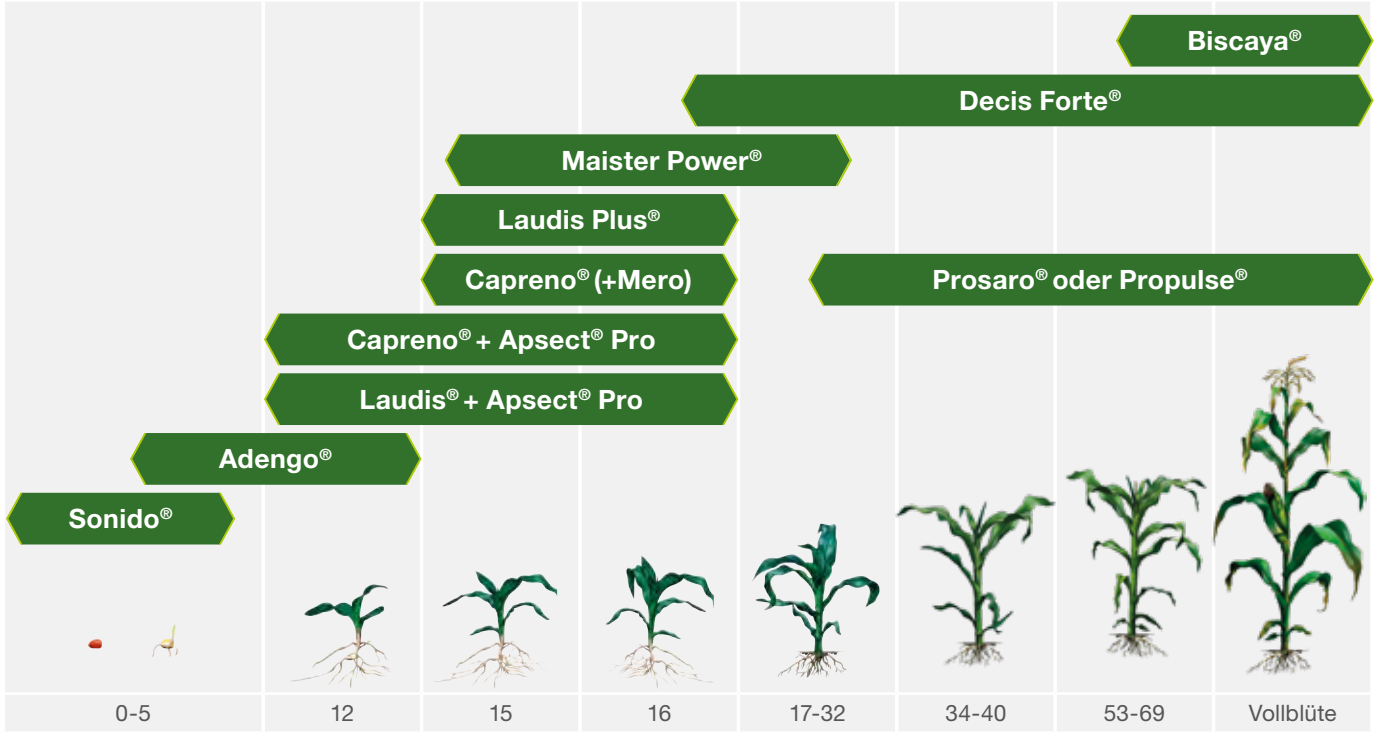 Biscaya®
Decis Forte®
Maister Power®
Laudis Plus®
Capreno® (+Mero)
Prosaro® oder Propulse®
Capreno® + Apsect® Pro
Laudis® + Apsect® Pro
Adengo®
Sonido®
0-5 12 15 16 17-32 34-40 53-69 Vollblüte